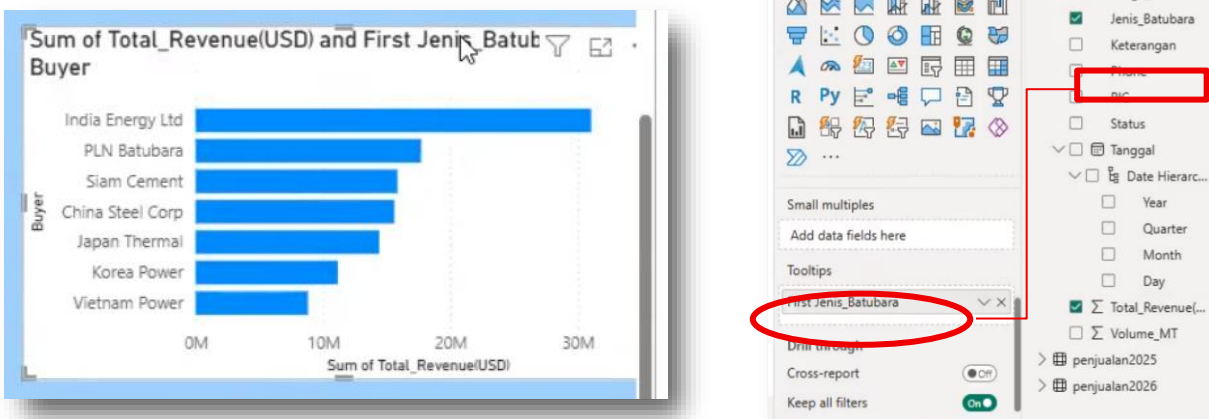 Sum of Total_Revenue(USD) and First Jenis_Batub
Buyer
India Energy Ltd
PLN Batubara
Siam Cement
China Steel Corp
Japan Thermal
Korea Power
Vietnam Power
Buyer
0M 10M 20M 30M
Sum of Total_Revenue(USD)
R Py
Small multiples
Add data fields here
Tooltips
First Jenis_Batubara
Drill through
Cross-report Off
Keep all filters On
Jenis_Batubara
Keterangan
Phone
PIC
Status
Tanggal
Date Hierarc...
Year
Quarter
Month
Day
Σ Total_Revenue(...
Σ Volume_MT
penjualan2025
penjualan2026